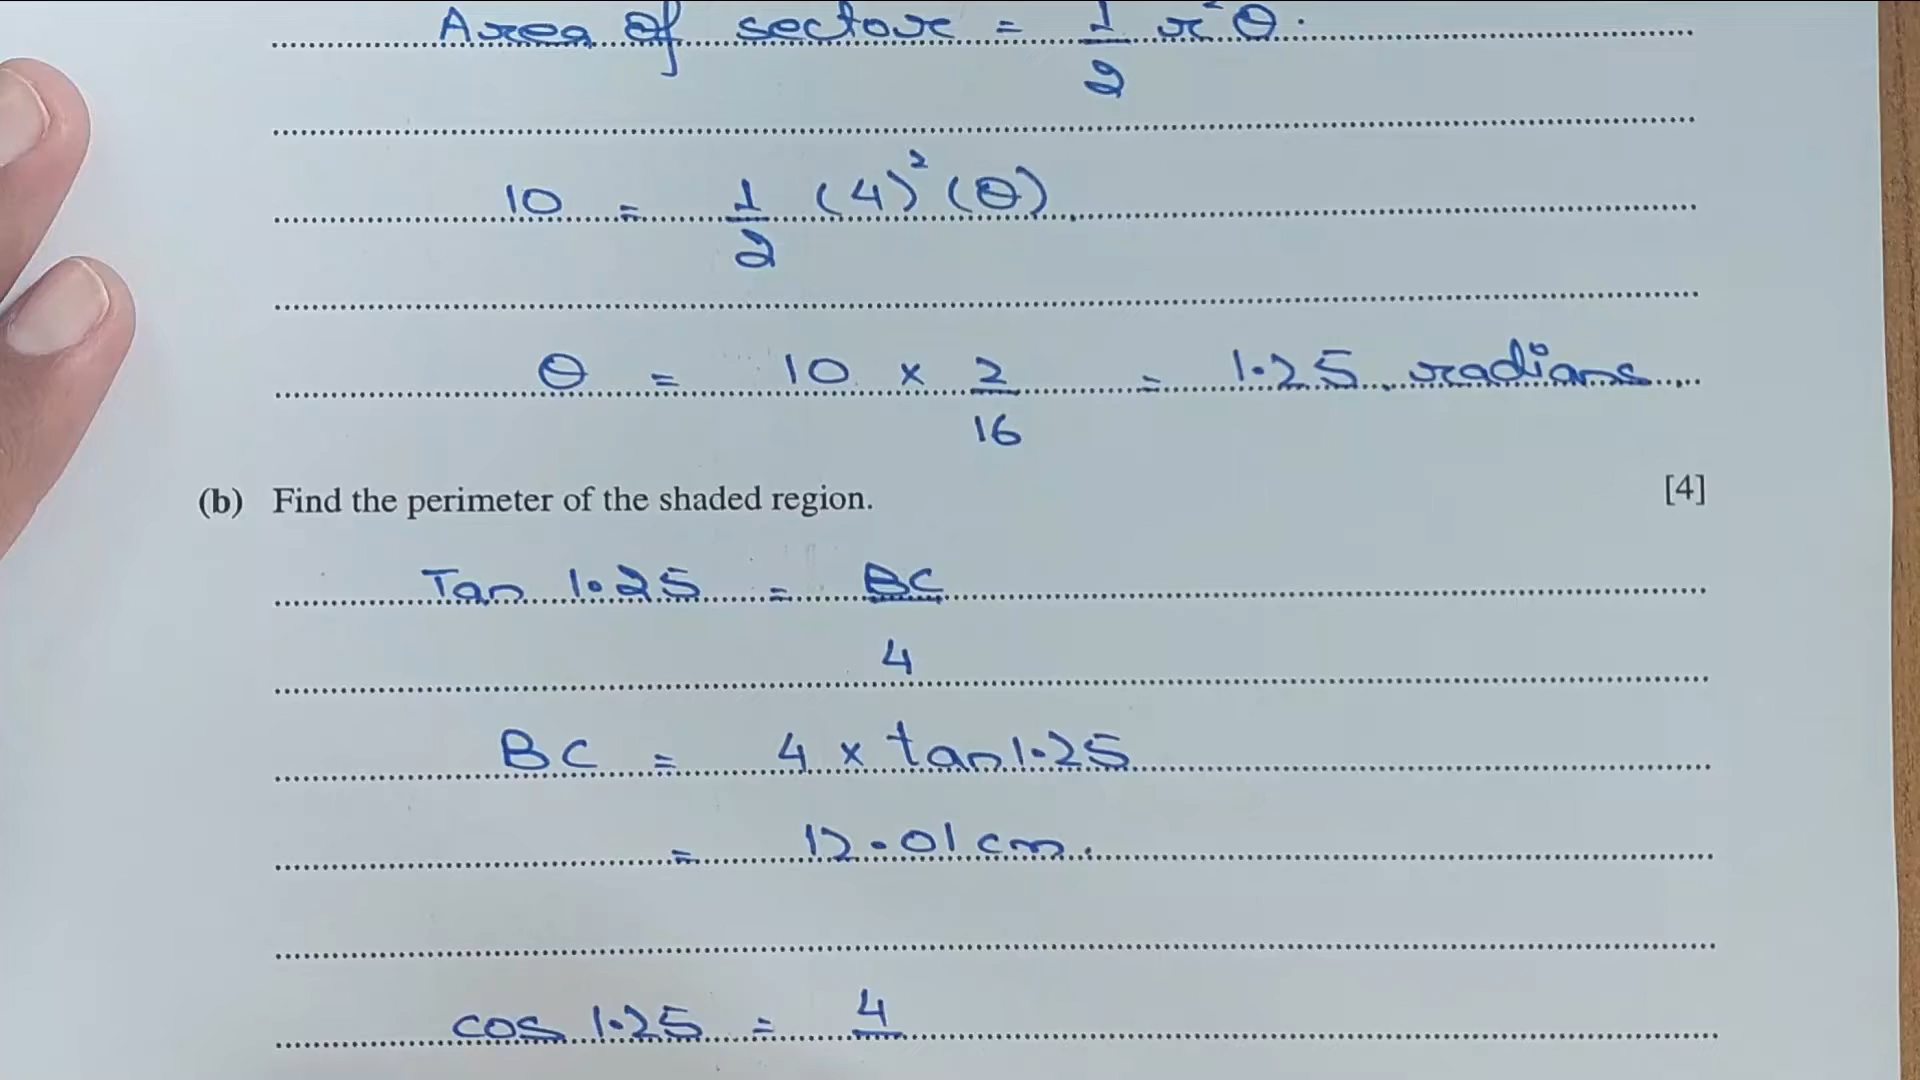 Area of sector = 1/2 r²θ.
10 = 1/2 (4)² (θ)
θ = 10 × 2/16 = 1.25 radians
(b) Find the perimeter of the shaded region. [4]
Tan 1.25 = BC/4
BC = 4 × tan 1.25
= 12.01 cm.
cos 1.25 = 4